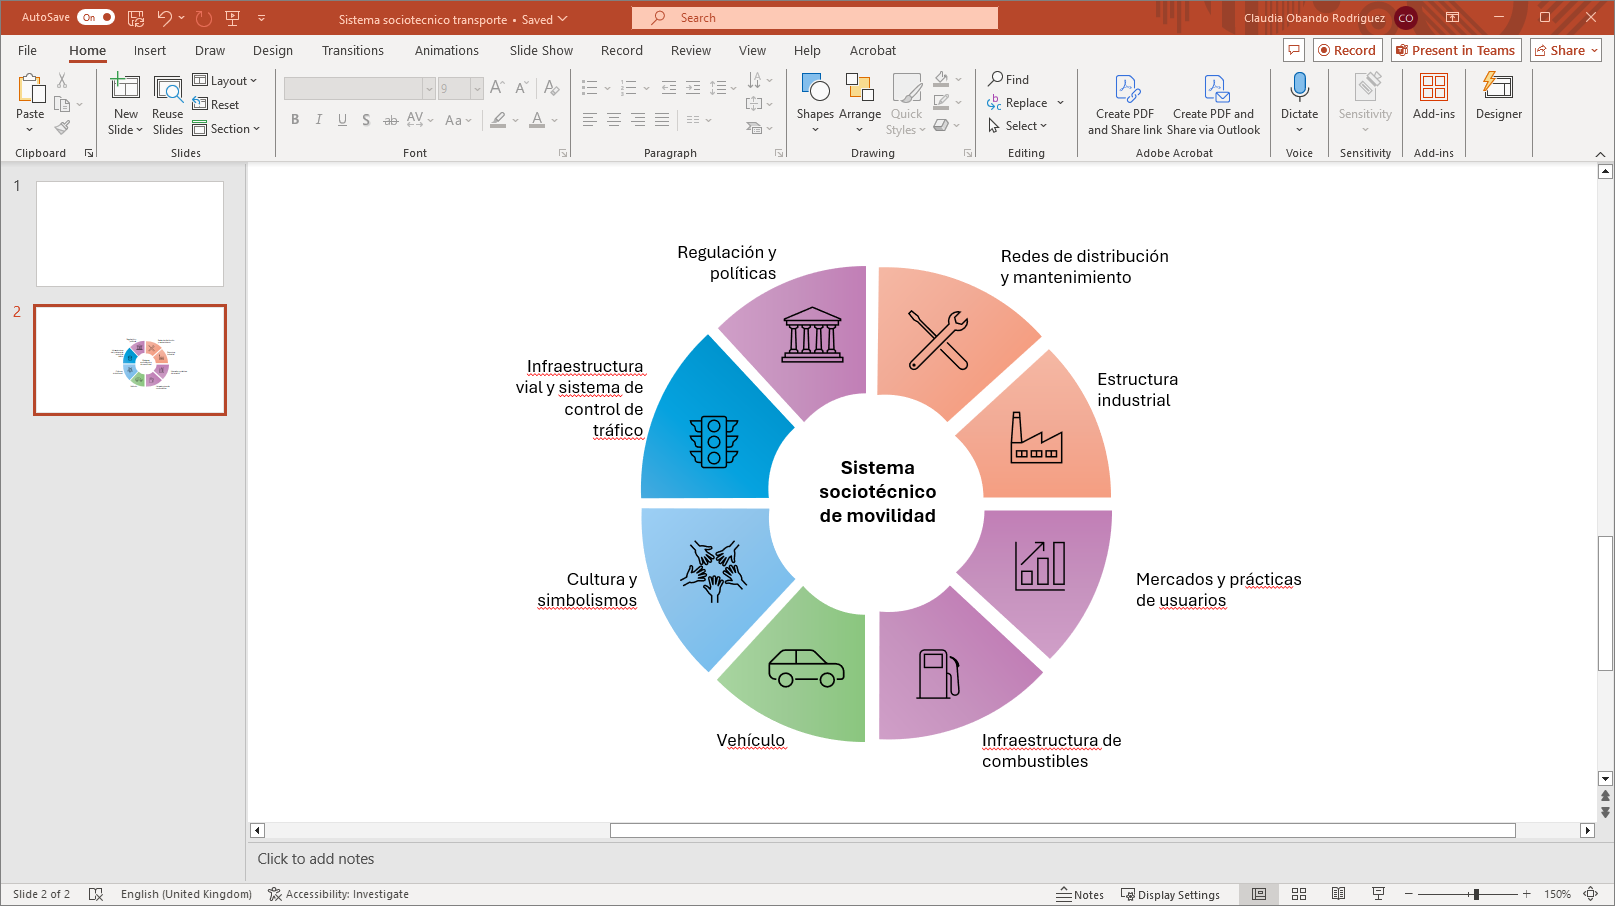 AutoSave On Sistema sociotecnico transporte • Saved Search Claudia Obando Rodriguez CO
File Home Insert Draw Design Transitions Animations Slide Show Record Review View Help Acrobat Record Present in Teams Share
Paste
Clipboard
New Slide
Reuse Slides
Layout
Reset
Section
Slides
9
B I U S ab AV Aa A
Font
Paragraph
Shapes
Arrange
Quick Styles
Drawing
Find
Replace
Select
Editing
Create PDF and Share link
Create PDF and Share via Outlook
Adobe Acrobat
Dictate
Voice
Sensitivity
Sensitivity
Add-ins
Add-ins
Designer
1
2
Regulación y
políticas
Redes de distribución
y mantenimiento
Infraestructura
vial y sistema de
control de
tráfico
Estructura
industrial
Sistema
sociotécnico
de movilidad
Cultura y
simbolismos
Mercados y prácticas
de usuarios
Vehículo
Infraestructura de
combustibles
Click to add notes
Slide 2 of 2 English (United Kingdom) Accessibility: Investigate Notes Display Settings 150%